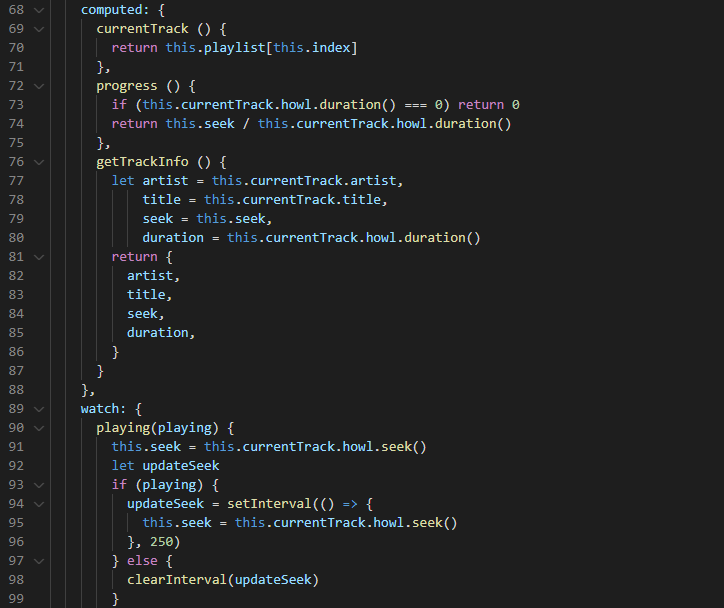 68 computed: {
69 currentTrack () {
70 return this.playlist[this.index]
71 },
72 progress () {
73 if (this.currentTrack.howl.duration() === 0) return 0
74 return this.seek / this.currentTrack.howl.duration()
75 },
76 getTrackInfo () {
77 let artist = this.currentTrack.artist,
78 title = this.currentTrack.title,
79 seek = this.seek,
80 duration = this.currentTrack.howl.duration()
81 return {
82 artist,
83 title,
84 seek,
85 duration,
86 }
87 }
88 },
89 watch: {
90 playing(playing) {
91 this.seek = this.currentTrack.howl.seek()
92 let updateSeek
93 if (playing) {
94 updateSeek = setInterval(() => {
95 this.seek = this.currentTrack.howl.seek()
96 }, 250)
97 } else {
98 clearInterval(updateSeek)
99 }